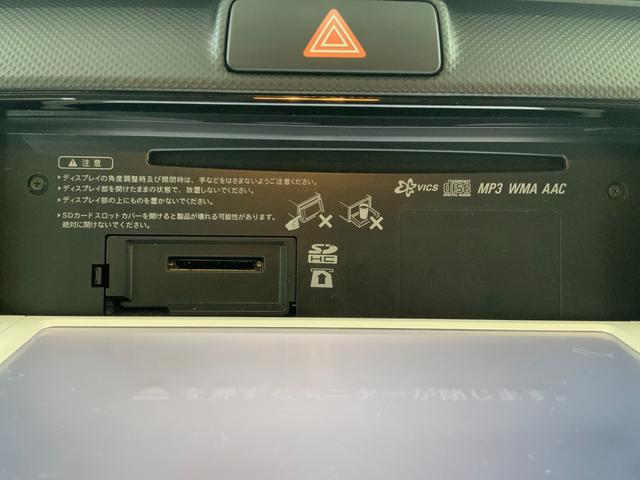 ⚠ 注意
▶ディスプレイの角度調整時及び開閉時は、手などをはさまないようご注意ください。
▶ディスプレイ部を開けたままの状態で、放置しないでください。
▶ディスプレイ部の上にものを置かないでください。
▶SDカードスロットカバーを開けると製品が壊れる可能性があります。
絶対に開けないでください。
VICS
COMPACT
disc
DIGITAL AUDIO
MP3 WMA AAC
SD
HC
⏏を押すとモニターが閉じます。